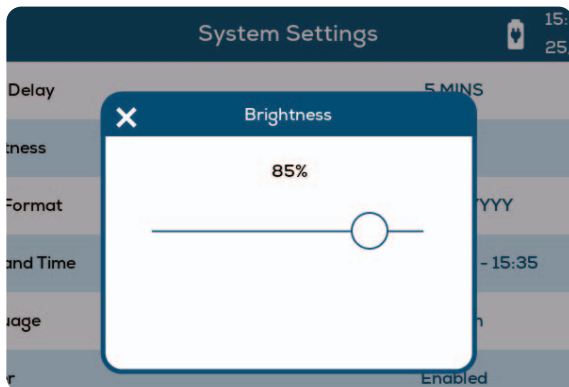 System Settings
15:
25
Delay
5 MINS
Brightness
tness
85%
Format
YYYY
and Time
- 15:35
uage
n
r
Enabled